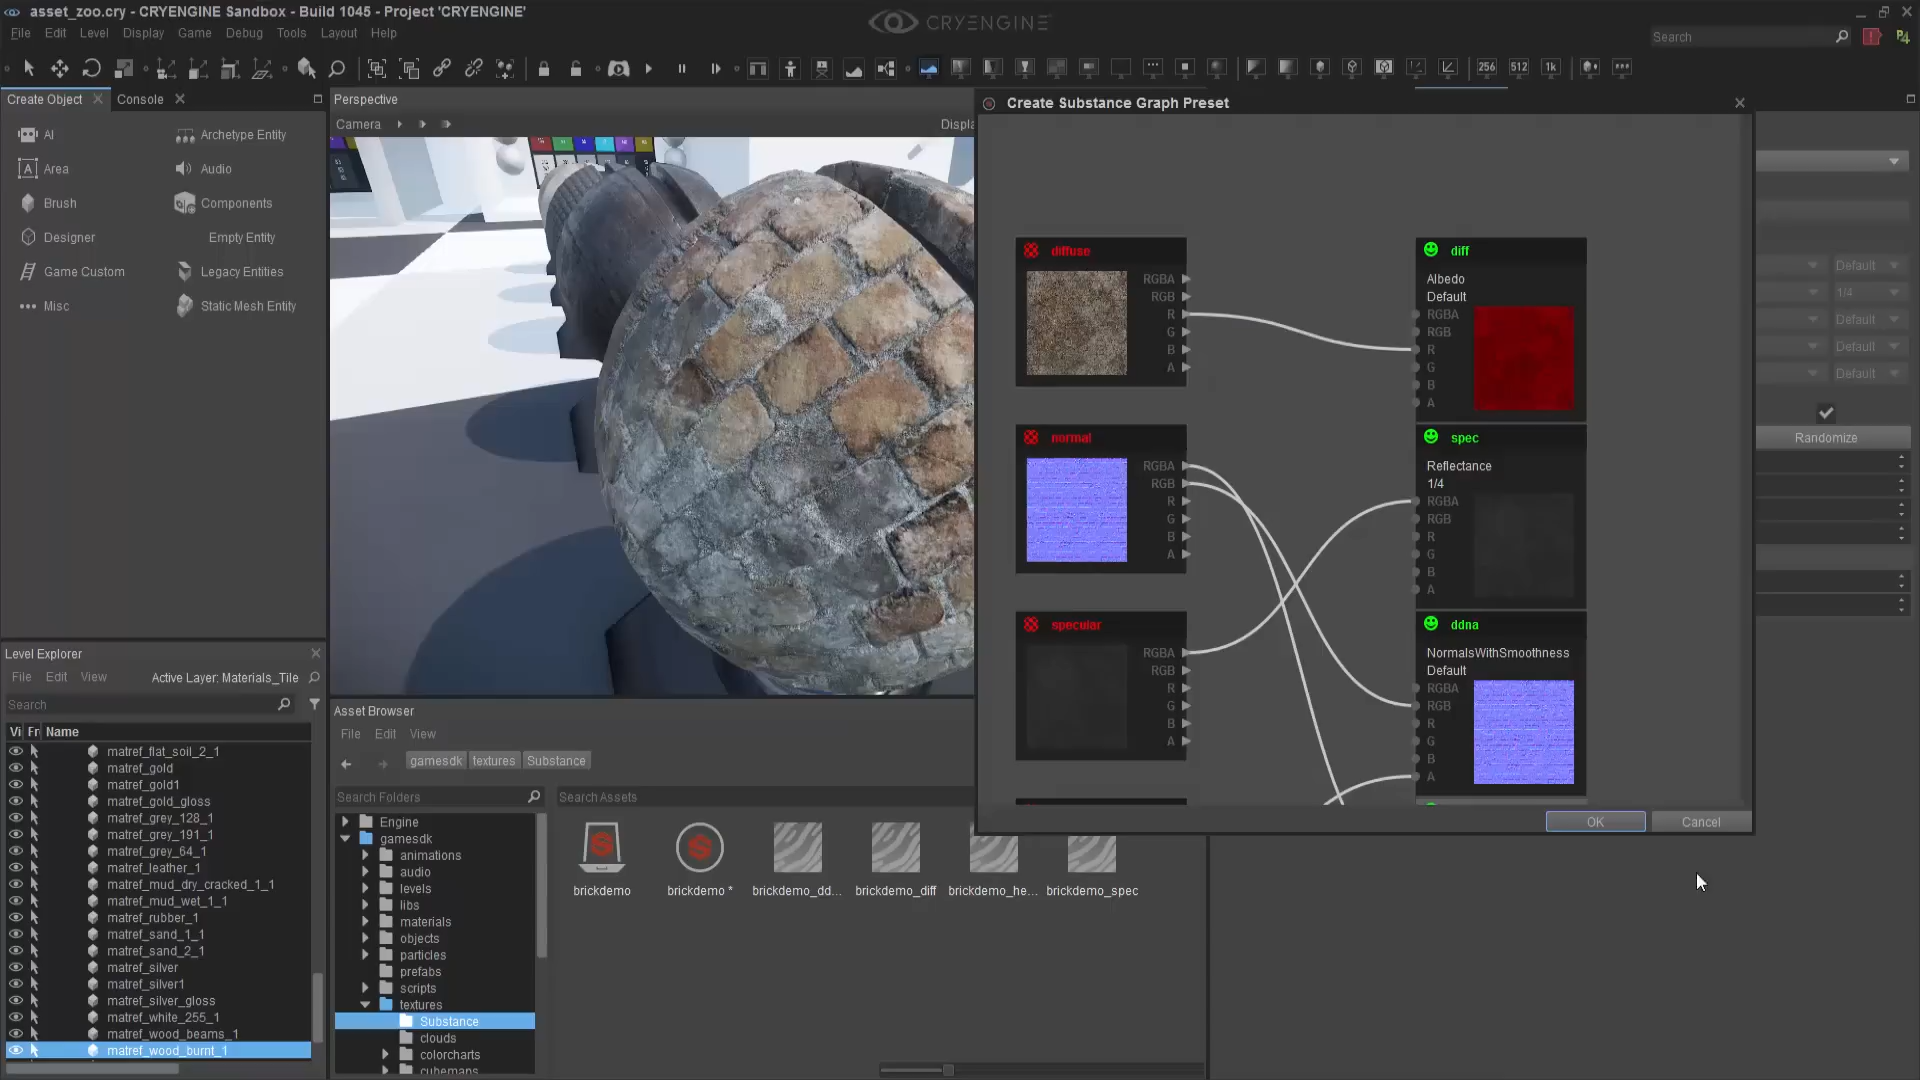 asset_zoo.cry - CRYENGINE Sandbox - Build 1045 - Project 'CRYENGINE'
CRYENGINE
File Edit Level Display Game Debug Tools Layout Help
Search
256 512 1k
Create Object
Console
AI
Archetype Entity
Area
Audio
Brush
Components
Designer
Empty Entity
Game Custom
Legacy Entities
Misc
Static Mesh Entity
Perspective
Camera
Displa
Create Substance Graph Preset
diffuse
RGBA
RGB
R
G
B
A
normal
RGBA
RGB
R
G
B
A
specular
RGBA
RGB
R
G
B
A
diff
Albedo
Default
RGBA
RGB
R
G
B
A
spec
Reflectance
1/4
RGBA
RGB
R
G
B
A
ddna
NormalsWithSmoothness
Default
RGBA
RGB
R
G
B
A
OK
Cancel
Default
1/4
Default
Default
Default
Randomize
Level Explorer
File Edit View
Active Layer: Materials_Tile
Search
Vi Fr Name
matref_flat_soil_2_1
matref_gold
matref_gold1
matref_gold_gloss
matref_grey_128_1
matref_grey_191_1
matref_grey_64_1
matref_leather_1
matref_mud_dry_cracked_1_1
matref_mud_wet_1_1
matref_rubber_1
matref_sand_1_1
matref_sand_2_1
matref_silver
matref_silver1
matref_silver_gloss
matref_white_255_1
matref_wood_beams_1
matref_wood_burnt_1
Asset Browser
File Edit View
gamesdk textures Substance
Search Folders
Search Assets
Engine
gamesdk
animations
audio
levels
libs
materials
objects
particles
prefabs
scripts
textures
Substance
clouds
colorcharts
cubemaps
brickdemo
brickdemo *
brickdemo_dd...
brickdemo_diff
brickdemo_he...
brickdemo_spec